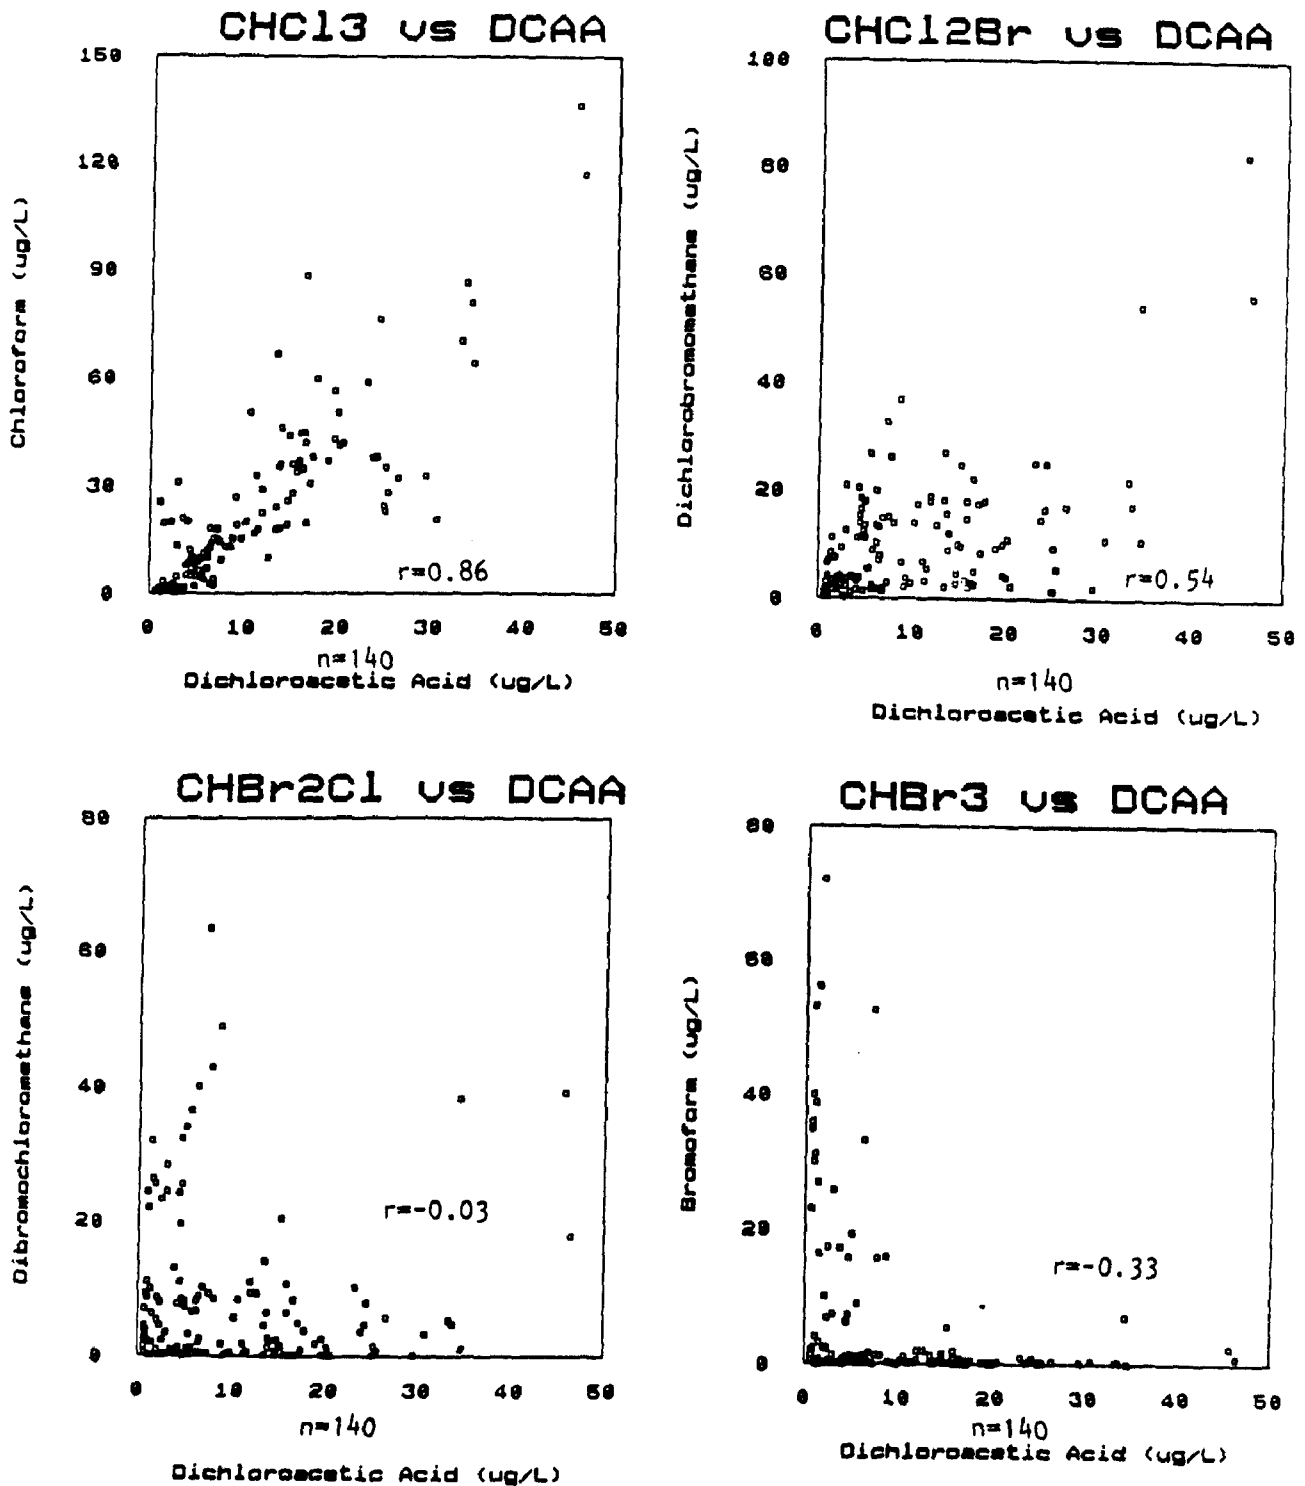 CHCl3 vs DCAA
150
120
90
60
30
0
Chloroform (ug/L)
r=0.86
0 10 20 30 40 50
n=140
Dichloroacetic Acid (ug/L)
CHCl2Br vs DCAA
100
80
60
40
20
0
Dichlorobromomethane (ug/L)
r=0.54
0 10 20 30 40 50
n=140
Dichloroacetic Acid (ug/L)
CHBr2Cl vs DCAA
80
60
40
20
0
Dibromochloromethane (ug/L)
r=-0.03
0 10 20 30 40 50
n=140
Dichloroacetic Acid (ug/L)
CHBr3 vs DCAA
80
60
40
20
0
Bromoform (ug/L)
r=-0.33
0 10 20 30 40 50
n=140
Dichloroacetic Acid (ug/L)